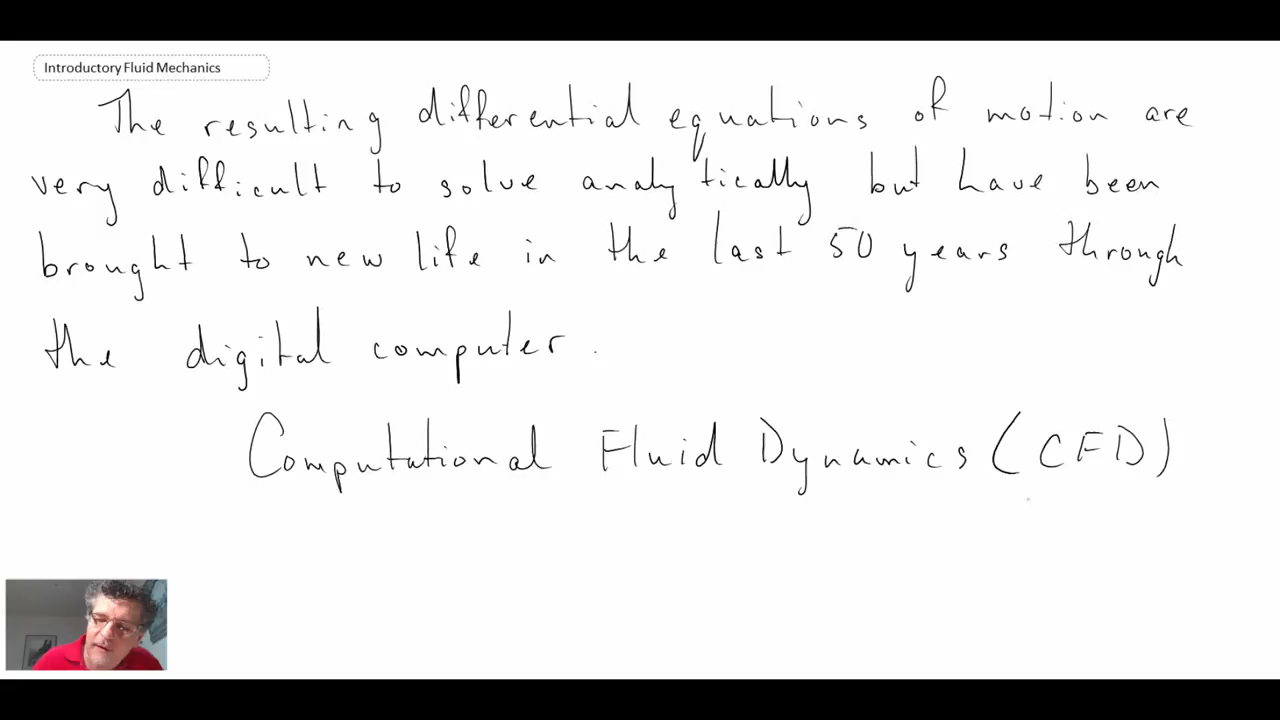 Introductory Fluid Mechanics
The resulting differential equations of motion are
very difficult to solve analytically but have been
brought to new life in the last 50 years through
the digital computer.
Computational Fluid Dynamics (CFD)